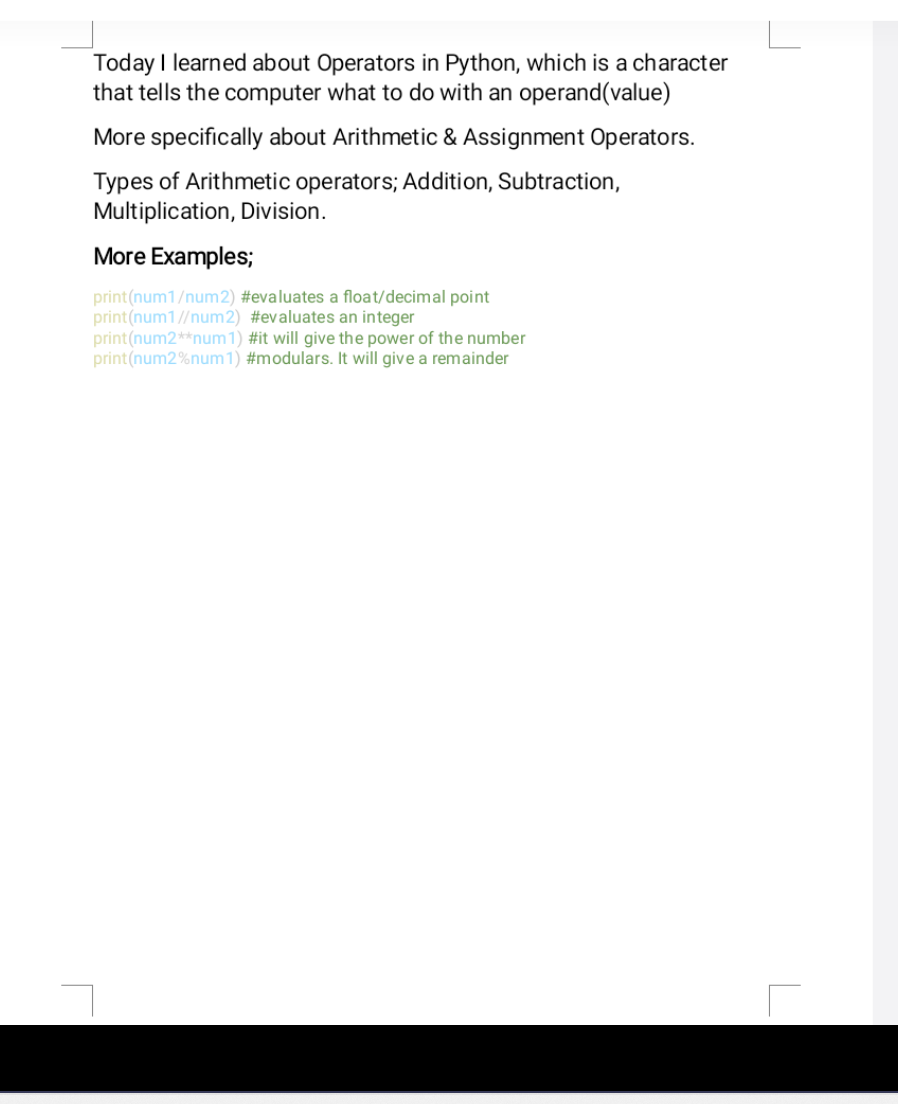 Today I learned about Operators in Python, which is a character
that tells the computer what to do with an operand(value)
More specifically about Arithmetic & Assignment Operators.
Types of Arithmetic operators; Addition, Subtraction,
Multiplication, Division.
More Examples;
print(num1/num2) #evaluates a float/decimal point
print(num1//num2)  #evaluates an integer
print(num2**num1) #it will give the power of the number
print(num2%num1) #modulars. It will give a remainder